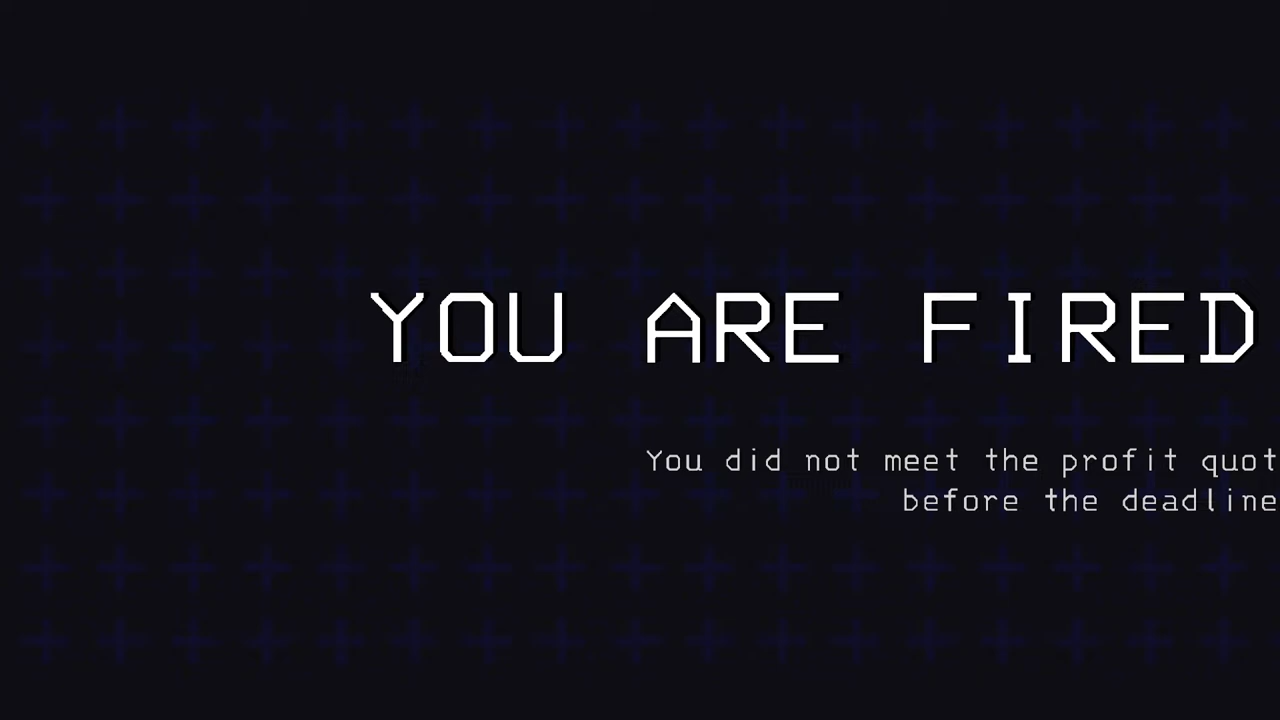 YOU ARE FIRED
You did not meet the profit quot
before the deadline